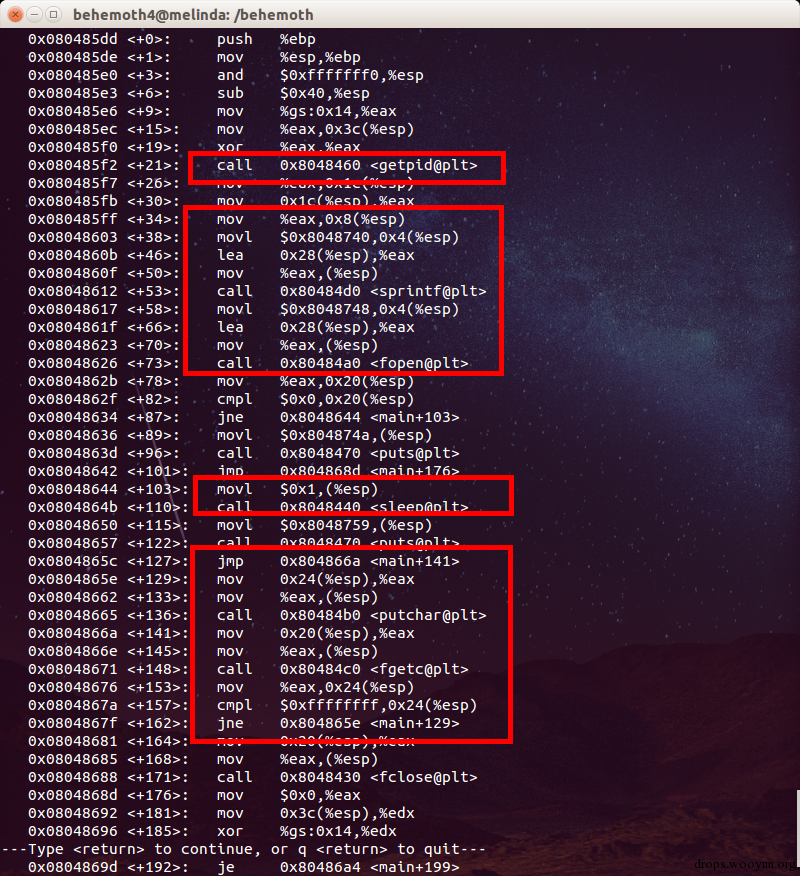 behemoth4@melinda: /behemoth
0x080485dd <+0>: push %ebp
0x080485de <+1>: mov %esp,%ebp
0x080485e0 <+3>: and $0xfffffff0,%esp
0x080485e3 <+6>: sub $0x40,%esp
0x080485e6 <+9>: mov %gs:0x14,%eax
0x080485ec <+15>: mov %eax,0x3c(%esp)
0x080485f0 <+19>: xor %eax,%eax
0x080485f2 <+21>: call 0x8048460 <getpid@plt>
0x080485f7 <+26>: mov %eax,0x1c(%esp)
0x080485fb <+30>: mov 0x1c(%esp),%eax
0x080485ff <+34>: mov %eax,0x8(%esp)
0x08048603 <+38>: movl $0x8048740,0x4(%esp)
0x0804860b <+46>: lea 0x28(%esp),%eax
0x0804860f <+50>: mov %eax,(%esp)
0x08048612 <+53>: call 0x80484d0 <sprintf@plt>
0x08048617 <+58>: movl $0x8048748,0x4(%esp)
0x0804861f <+66>: lea 0x28(%esp),%eax
0x08048623 <+70>: mov %eax,(%esp)
0x08048626 <+73>: call 0x80484a0 <fopen@plt>
0x0804862b <+78>: mov %eax,0x20(%esp)
0x0804862f <+82>: cmpl $0x0,0x20(%esp)
0x08048634 <+87>: jne 0x8048644 <main+103>
0x08048636 <+89>: movl $0x804874a,(%esp)
0x0804863d <+96>: call 0x8048470 <puts@plt>
0x08048642 <+101>: jmp 0x804868d <main+176>
0x08048644 <+103>: movl $0x1,(%esp)
0x0804864b <+110>: call 0x8048440 <sleep@plt>
0x08048650 <+115>: movl $0x8048759,(%esp)
0x08048657 <+122>: call 0x8048470 <puts@plt>
0x0804865c <+127>: jmp 0x804866a <main+141>
0x0804865e <+129>: mov 0x24(%esp),%eax
0x08048662 <+133>: mov %eax,(%esp)
0x08048665 <+136>: call 0x80484b0 <putchar@plt>
0x0804866a <+141>: mov 0x20(%esp),%eax
0x0804866e <+145>: mov %eax,(%esp)
0x08048671 <+148>: call 0x80484c0 <fgetc@plt>
0x08048676 <+153>: mov %eax,0x24(%esp)
0x0804867a <+157>: cmpl $0xffffffff,0x24(%esp)
0x0804867f <+162>: jne 0x804865e <main+129>
0x08048681 <+164>: mov 0x20(%esp),%eax
0x08048685 <+168>: mov %eax,(%esp)
0x08048688 <+171>: call 0x8048430 <fclose@plt>
0x0804868d <+176>: mov $0x0,%eax
0x08048692 <+181>: mov 0x3c(%esp),%edx
0x08048696 <+185>: xor %gs:0x14,%edx
---Type <return> to continue, or q <return> to quit---
0x0804869d <+192>: je 0x80486a4 <main+199>
drops.wooyun.org